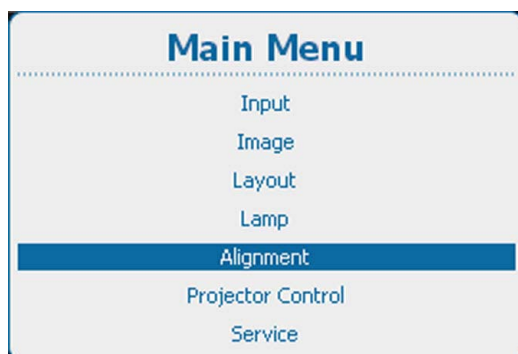 Main Menu
Input
Image
Layout
Lamp
Alignment
Projector Control
Service